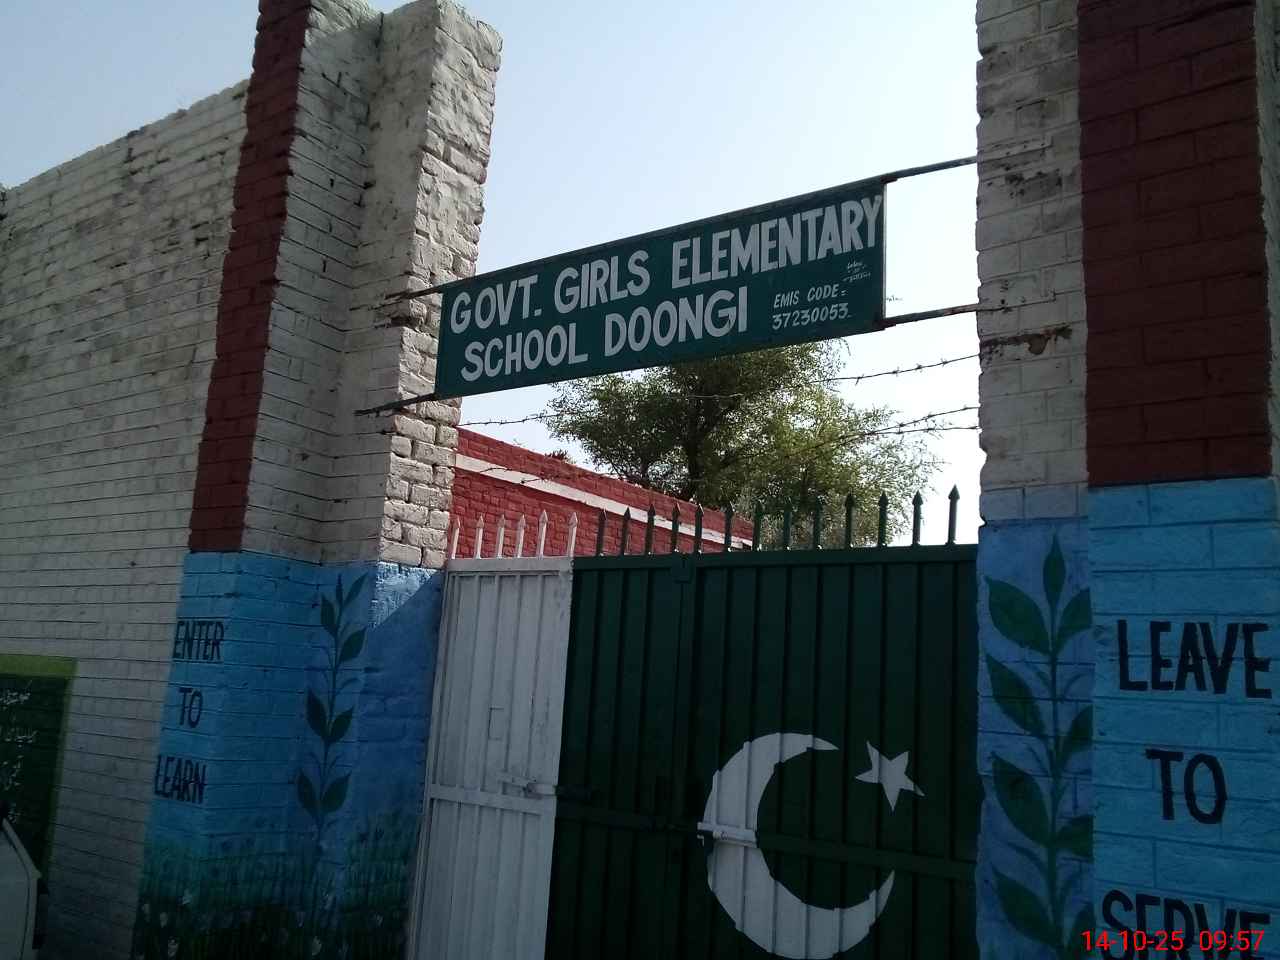 GOVT. GIRLS ELEMENTARY
SCHOOL DOONGI
EMIS CODE=
37230053
ENTER
TO
LEARN
LEAVE
TO
SERVE
14-10-25 09:57